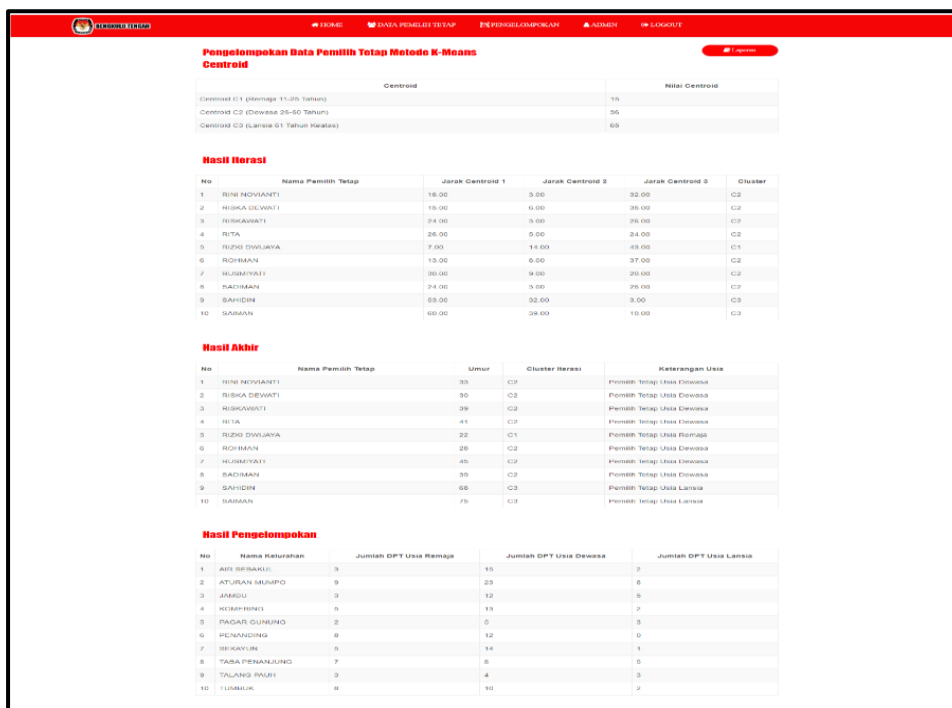 BENGKULU TENGAH HOME DATA PEMILIH TETAP PENGELOMPOKAN ADMIN LOGOUT
Pengelompokan Data Pemilih Tetap Metode K-Means
Laporan
Centroid
Centroid Nilai Centroid
Centroid C1 (Remaja 11-25 Tahun) 15
Centroid C2 (Dewasa 26-60 Tahun) 36
Centroid C3 (Lansia 61 Tahun Keatas) 65
Hasil Iterasi
No Nama Pemilih Tetap Jarak Centroid 1 Jarak Centroid 2 Jarak Centroid 3 Cluster
1 RINI NOVIANTI 18.00 3.00 32.00 C2
2 RISKA DEWATI 15.00 6.00 35.00 C2
3 RISKAWATI 24.00 3.00 26.00 C2
4 RITA 26.00 5.00 24.00 C2
5 RIZKI DWIJAYA 7.00 14.00 43.00 C1
6 ROHMAN 13.00 8.00 37.00 C2
7 RUSMIYATI 30.00 9.00 20.00 C2
8 SADIMAN 24.00 3.00 26.00 C2
9 SAHIDIN 53.00 32.00 3.00 C3
10 SAIMAN 60.00 39.00 10.00 C3
Hasil Akhir
No Nama Pemilih Tetap Umur Cluster Iterasi Keterangan Usia
1 RINI NOVIANTI 33 C2 Pemilih Tetap Usia Dewasa
2 RISKA DEWATI 30 C2 Pemilih Tetap Usia Dewasa
3 RISKAWATI 39 C2 Pemilih Tetap Usia Dewasa
4 RITA 41 C2 Pemilih Tetap Usia Dewasa
5 RIZKI DWIJAYA 22 C1 Pemilih Tetap Usia Remaja
6 ROHMAN 28 C2 Pemilih Tetap Usia Dewasa
7 RUSMIYATI 45 C2 Pemilih Tetap Usia Dewasa
8 SADIMAN 39 C2 Pemilih Tetap Usia Dewasa
9 SAHIDIN 68 C3 Pemilih Tetap Usia Lansia
10 SAIMAN 75 C3 Pemilih Tetap Usia Lansia
Hasil Pengelompokan
No Nama Kelurahan Jumlah DPT Usia Remaja Jumlah DPT Usia Dewasa Jumlah DPT Usia Lansia
1 AIR SEBAKUL 3 15 2
2 ATURAN MUMPO 9 23 8
3 JAMBU 3 12 5
4 KOMERING 5 13 2
5 PAGAR GUNUNG 2 5 3
6 PENANDING 8 12 0
7 SEKAYUN 5 14 1
8 TABA PENANJUNG 7 8 5
9 TALANG PAUH 3 4 3
10 TUMBUK 8 10 2